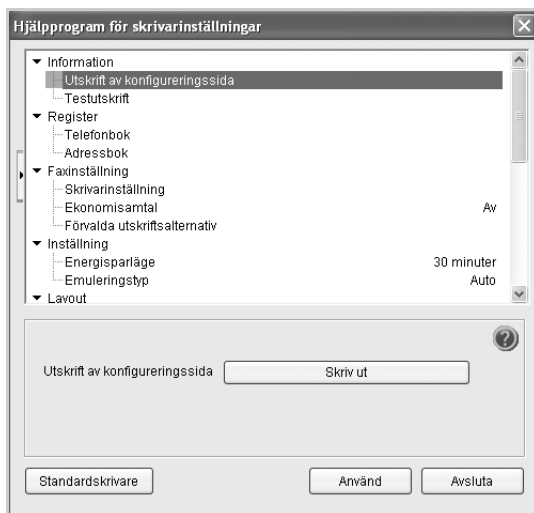 Hjälpprogram för skrivarinställningar
Information
Utskrift av konfigureringssida
Testutskrift
Register
Telefonbok
Adressbok
Faxinställning
Skrivarinställning
Ekonomisamtal Av
Förvalda utskriftsalternativ
Inställning
Energisparläge 30 minuter
Emuleringstyp Auto
Layout
Utskrift av konfigureringssida Skriv ut
Standardskrivare Använd Avsluta